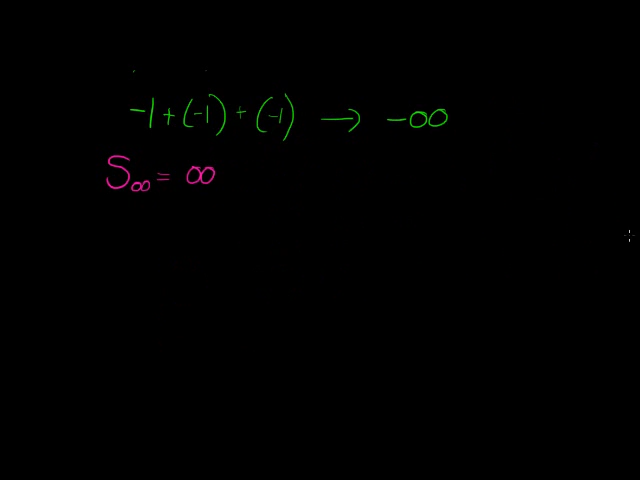 -1 + (-1) + (-1) → -∞
S∞ = ∞